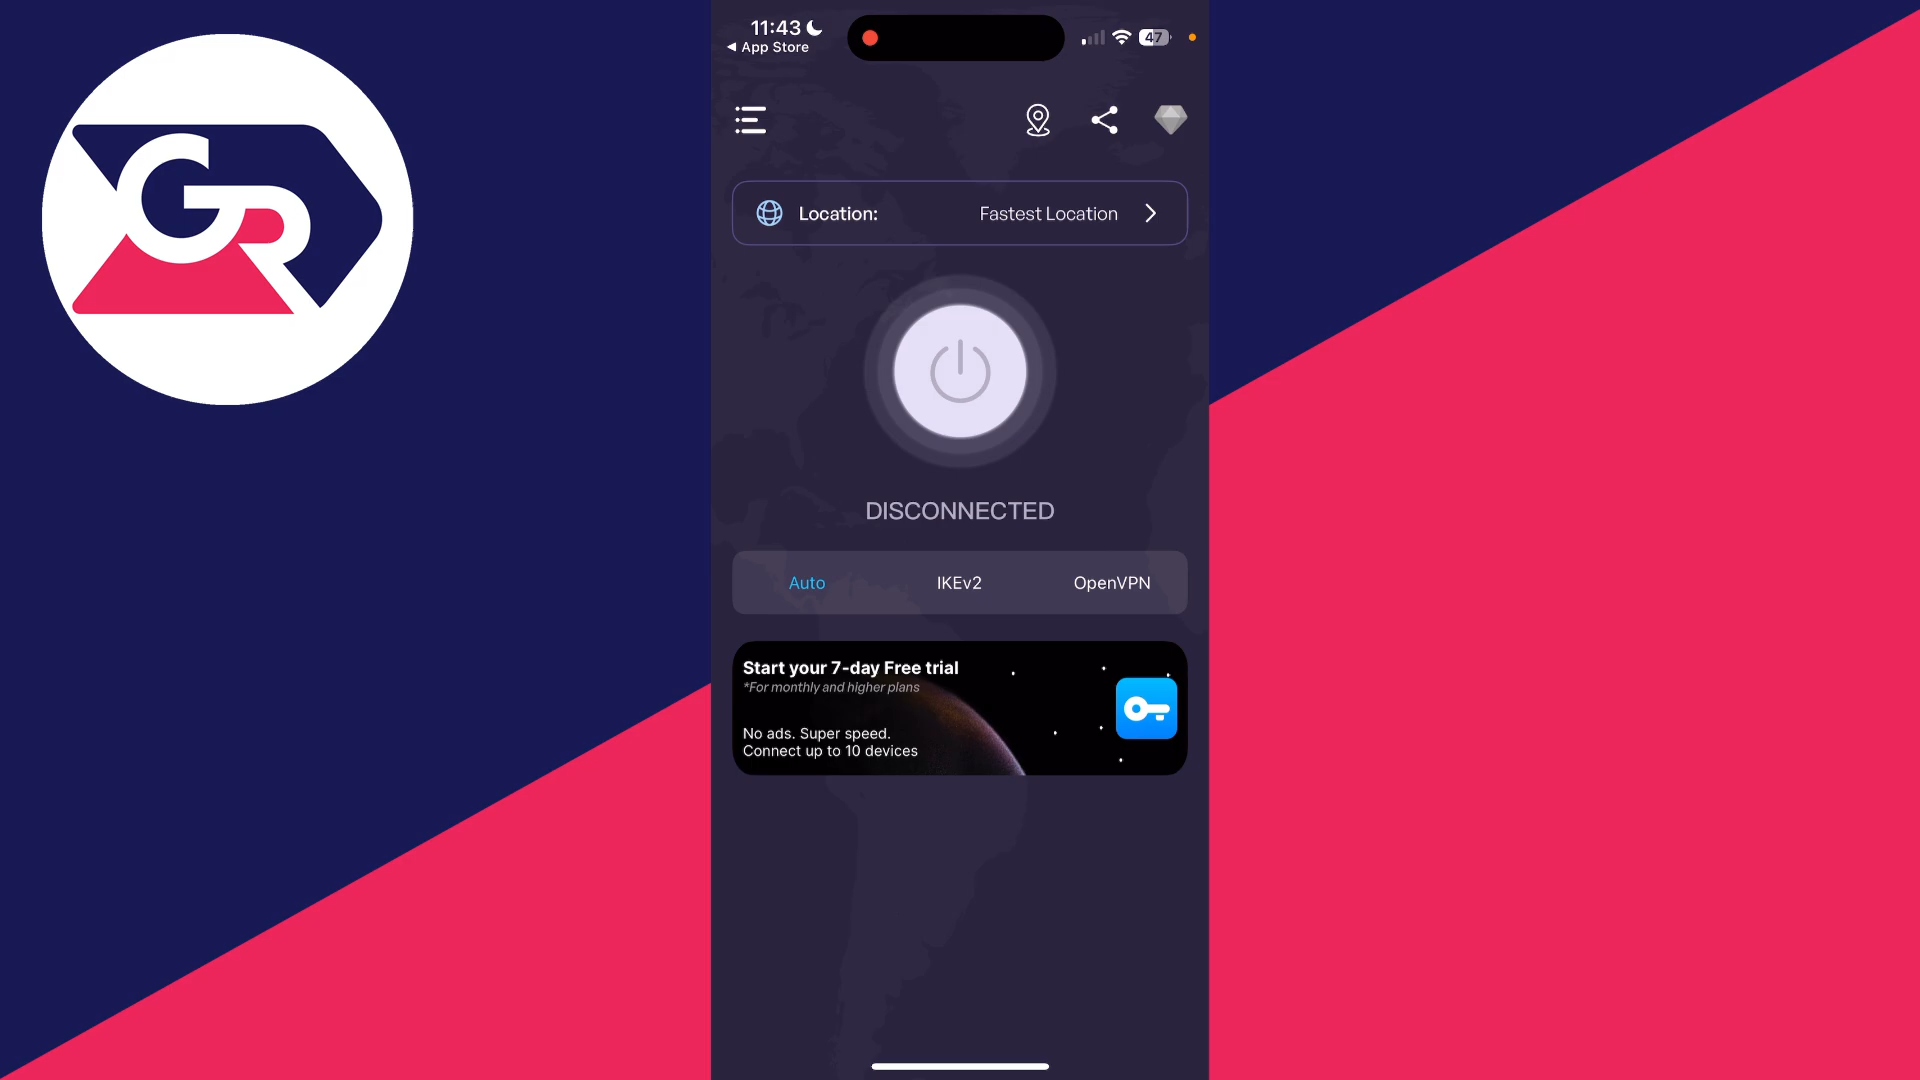 11:43
App Store
47
GR
Location: Fastest Location
DISCONNECTED
Auto IKEv2 OpenVPN
Start your 7-day Free trial
*For monthly and higher plans
No ads. Super speed.
Connect up to 10 devices